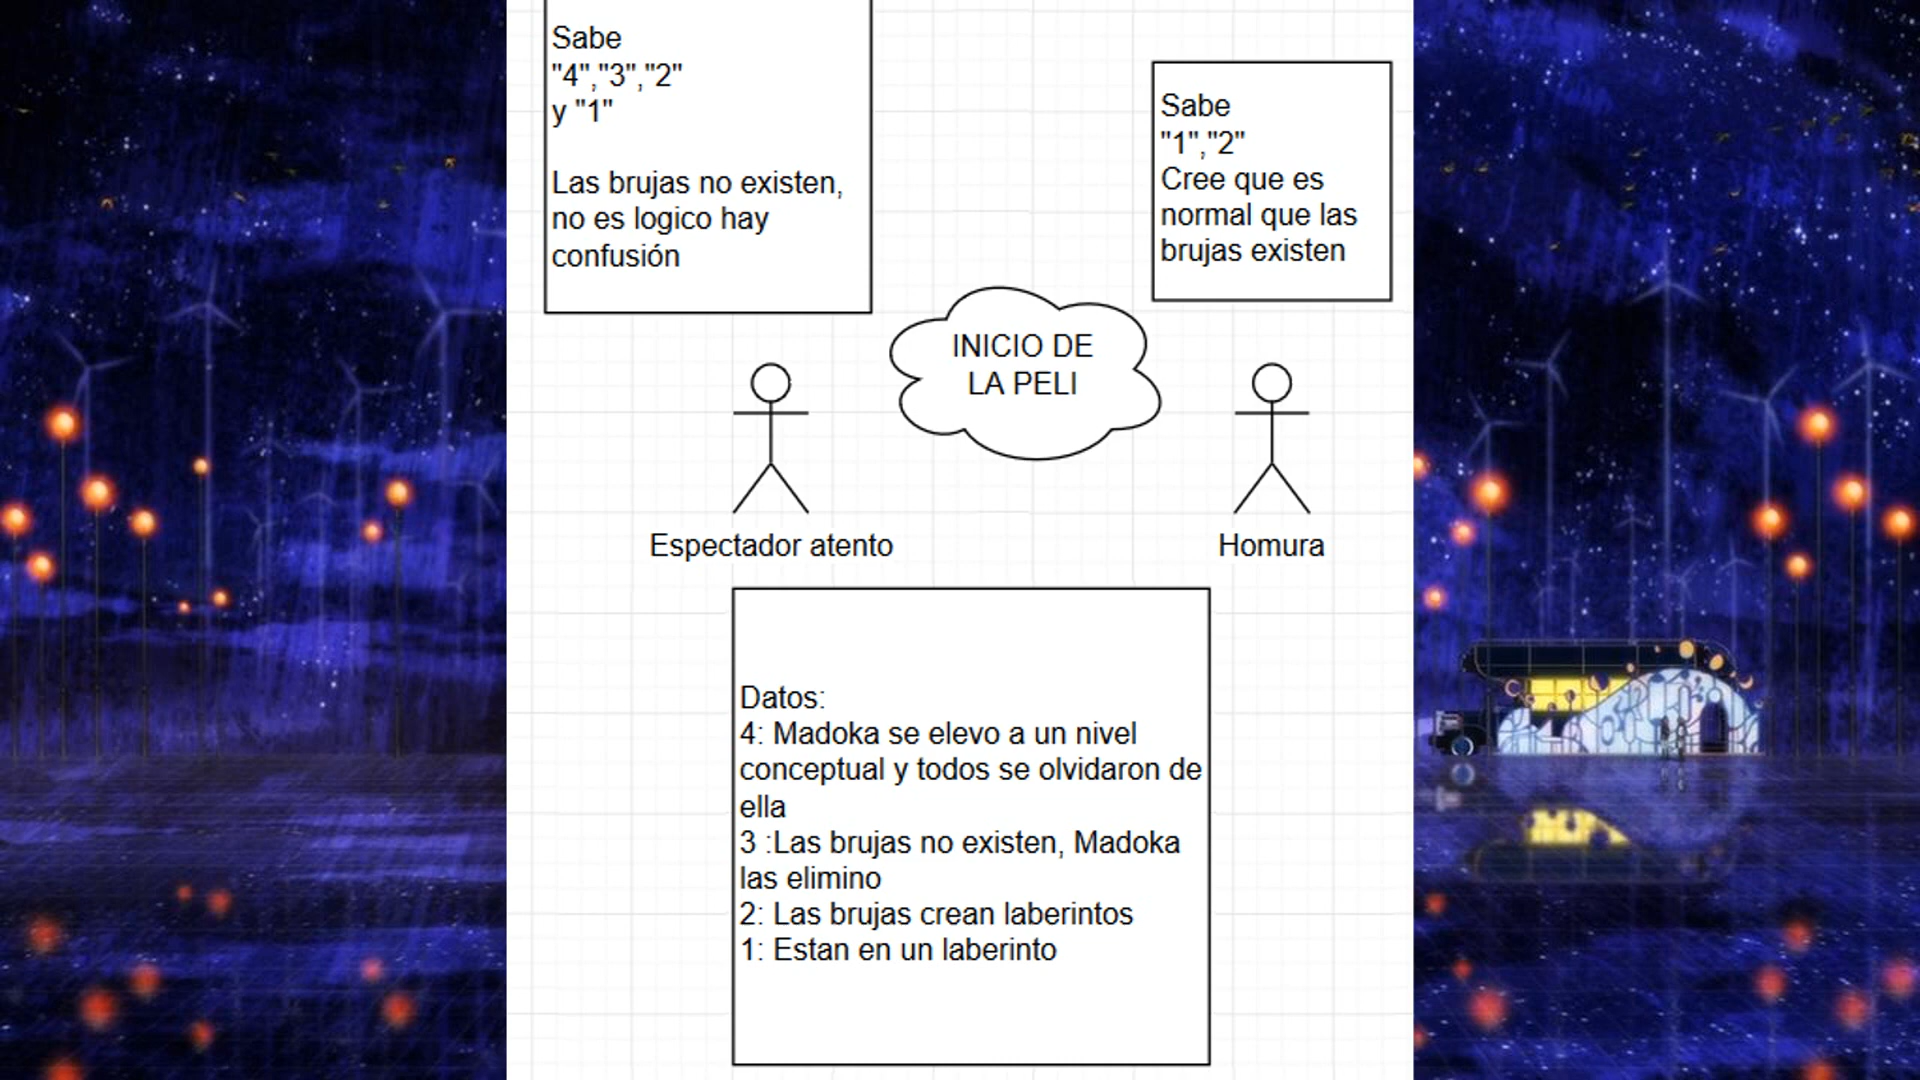 Sabe
"4","3","2"
y "1"
Las brujas no existen,
no es logico hay
confusión
Sabe
"1","2"
Cree que es
normal que las
brujas existen
INICIO DE
LA PELI
Espectador atento
Homura
Datos:
4: Madoka se elevo a un nivel
conceptual y todos se olvidaron de
ella
3 :Las brujas no existen, Madoka
las elimino
2: Las brujas crean laberintos
1: Estan en un laberinto